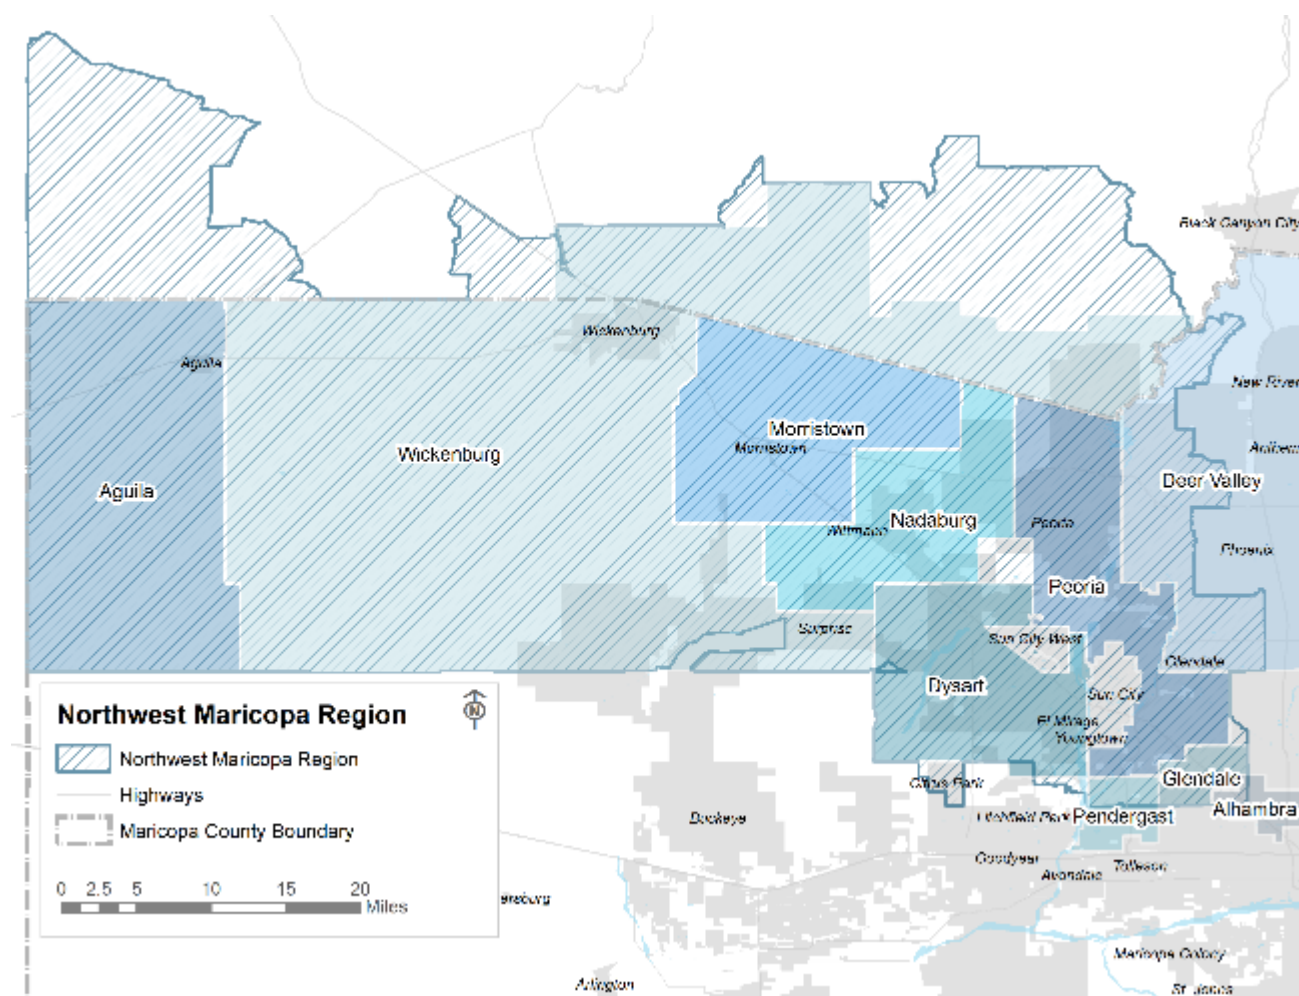 Black Canyon City
Wickenburg
Aguila
New River
Morristown
Morristown
Anthem
Wickenburg
Deer Valley
Aguila
Nadaburg
Wittmann
Peoria
Phoenix
Peoria
Surprise
Sun City West
Glendale
Dysart
Sun City
El Mirage
Youngtown
Citrus Park
Glendale
Alhambra
Buckeye
Litchfield Park
Pendergast
Goodyear
Avondale
Tolleson
ersburg
Maricopa Colony
Arlington
St. Johns
Northwest Maricopa Region
N
Northwest Maricopa Region
Highways
Maricopa County Boundary
0 2.5 5 10 15 20
Miles